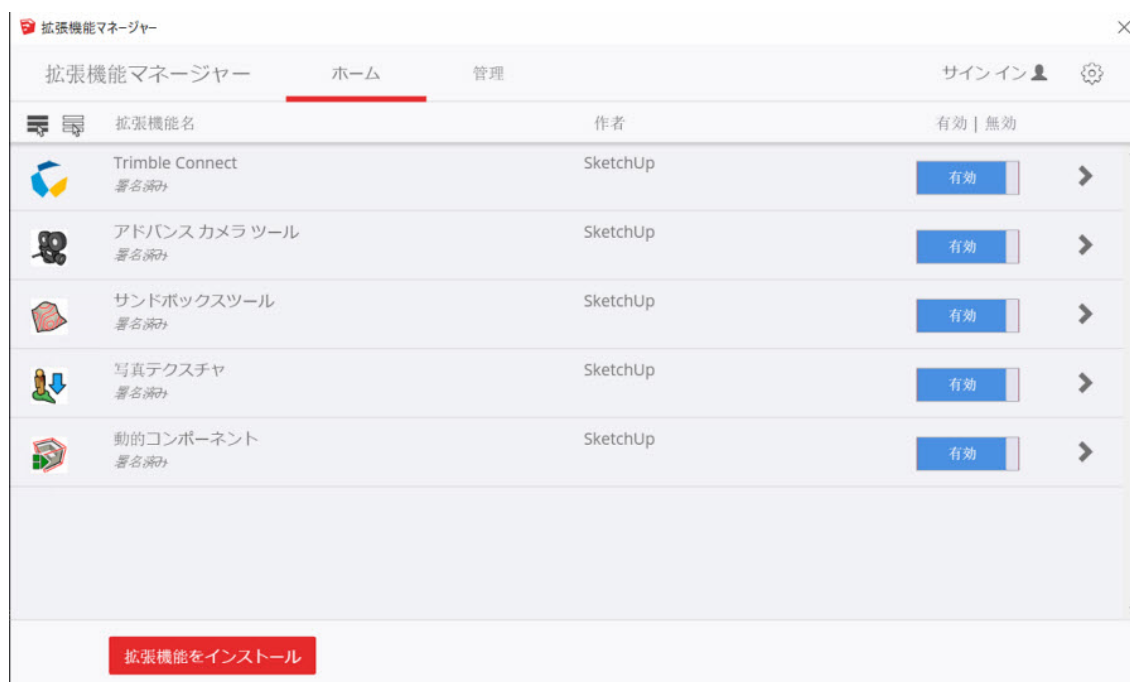 拡張機能マネージャー
拡張機能マネージャー ホーム 管理 サイン イン
拡張機能名 作者 有効 | 無効
Trimble Connect SketchUp 有効
署名済み
アドバンス カメラ ツール SketchUp 有効
署名済み
サンドボックスツール SketchUp 有効
署名済み
写真テクスチャ SketchUp 有効
署名済み
動的コンポーネント SketchUp 有効
署名済み
拡張機能をインストール